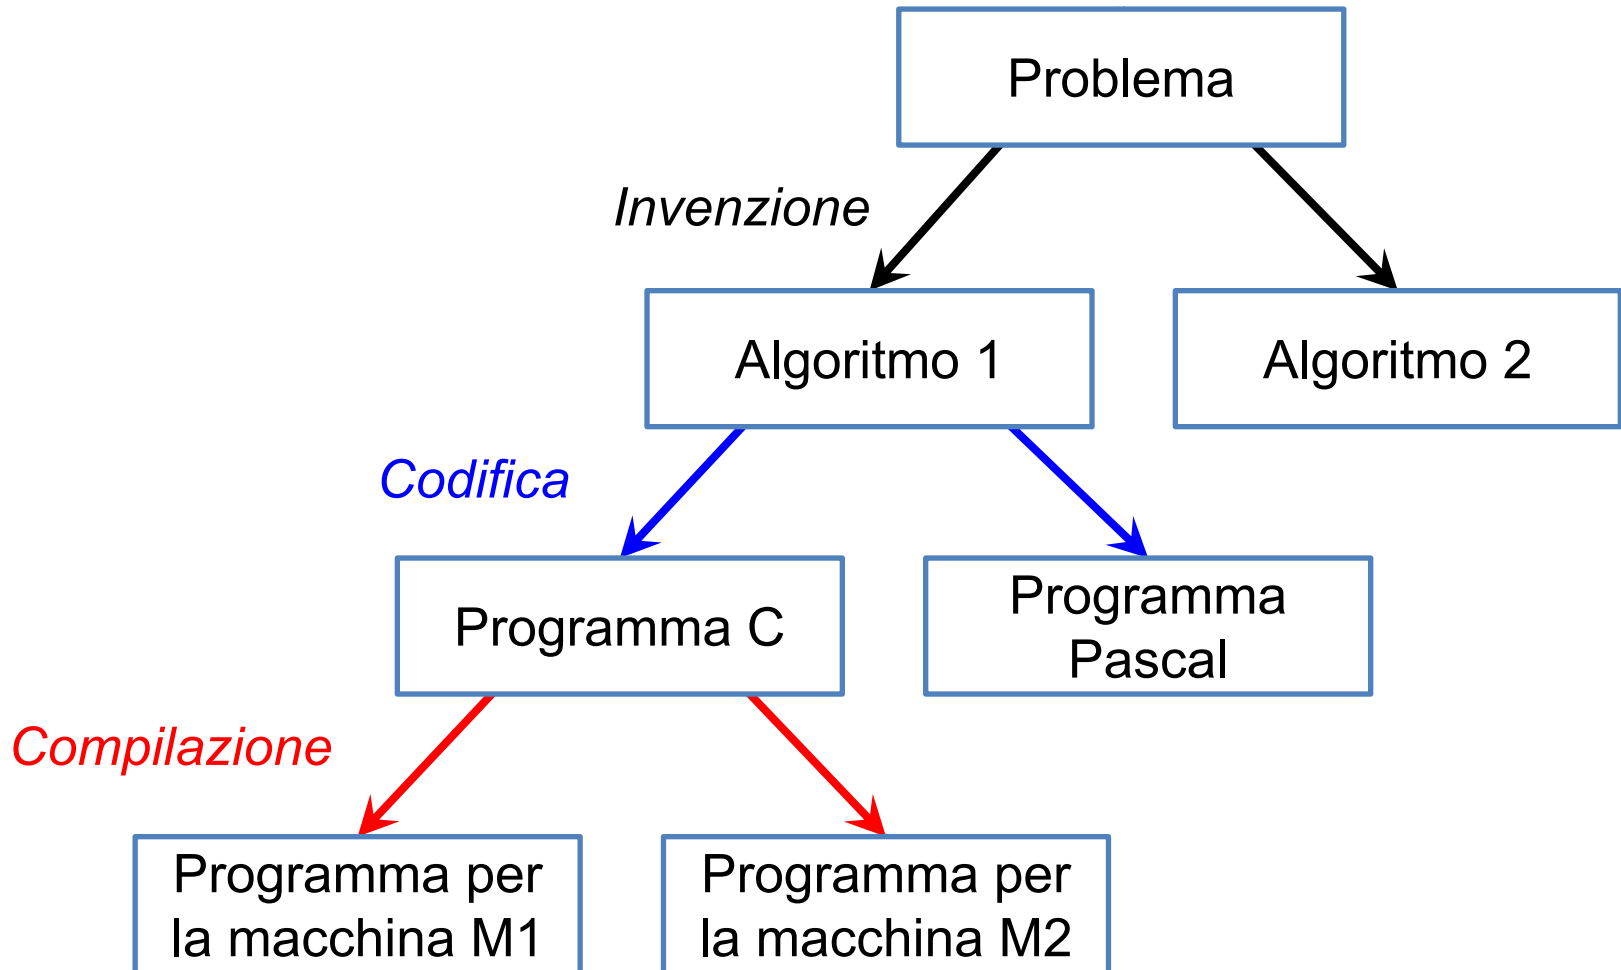 Problema
Invenzione
Algoritmo 1
Algoritmo 2
Codifica
Programma C
Programma
Pascal
Compilazione
Programma per
la macchina M1
Programma per
la macchina M2